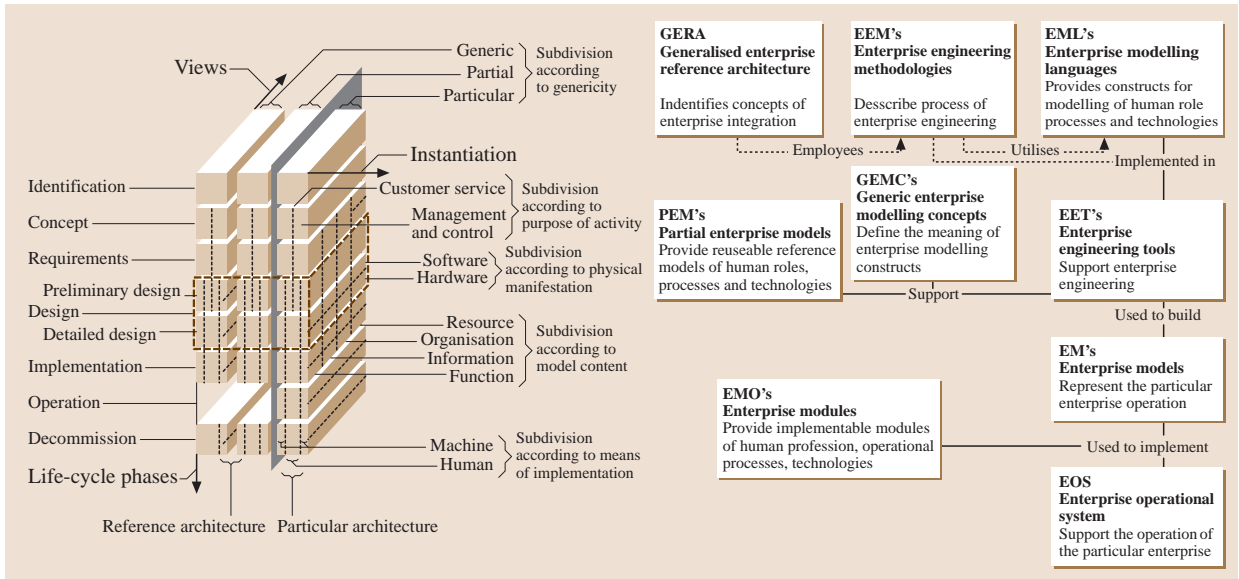 Views
Generic
Partial
Particular
Subdivision
according
to genericity
Instantiation
Customer service
Management
and control
Subdivision
according to
purpose of activity
Software
Hardware
Subdivision
according to physical
manifestation
Resource
Organisation
Information
Function
Subdivision
according to
model content
Machine
Human
Subdivision
according to means
of implementation
Identification
Concept
Requirements
Preliminary design
Design
Detailed design
Implementation
Operation
Decommission
Life-cycle phases
Reference architecture
Particular architecture
GERA
Generalised enterprise
reference architecture
Indentifies concepts of
enterprise integration
EEM's
Enterprise engineering
methodologies
Desscribe process of
enterprise engineering
EML's
Enterprise modelling
languages
Provides constructs for
modelling of human role
processes and technologies
Employees
Utilises
Implemented in
PEM's
Partial enterprise models
Provide reuseable reference
models of human roles,
processes and technologies
GEMC's
Generic enterprise
modelling concepts
Define the meaning of
enterprise modelling
constructs
EET's
Enterprise
engineering tools
Support enterprise
engineering
Support
Used to build
EM's
Enterprise models
Represent the particular
enterprise operation
EMO's
Enterprise modules
Provide implementable modules
of human profession, operational
processes, technologies
Used to implement
EOS
Enterprise operational
system
Support the operation of
the particular enterprise